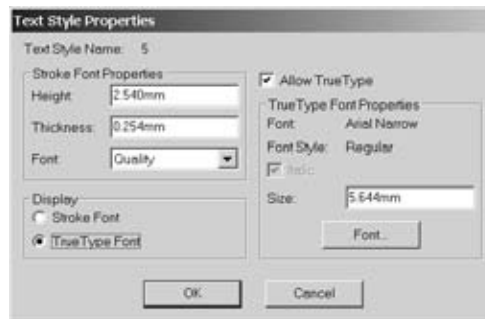 Text Style Properties
Text Style Name: 5
Stroke Font Properties
Height: 2.540mm
Thickness: 0.254mm
Font: Quality
Display
Stroke Font
TrueType Font
Allow TrueType
TrueType Font Properties
Font: Arial Narrow
Font Style: Regular
Italic
Size: 5.644mm
Font...
OK
Cancel